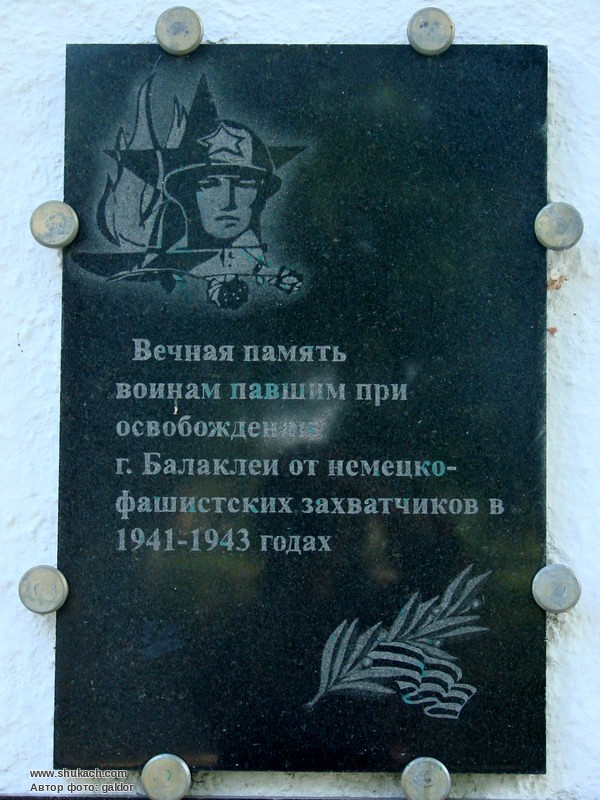 Вечная память
воинам павшим при
освобождении
г. Балаклеи от немецко-
фашистских захватчиков в
1941-1943 годах
www.shukach.com
Автор фото: galdor